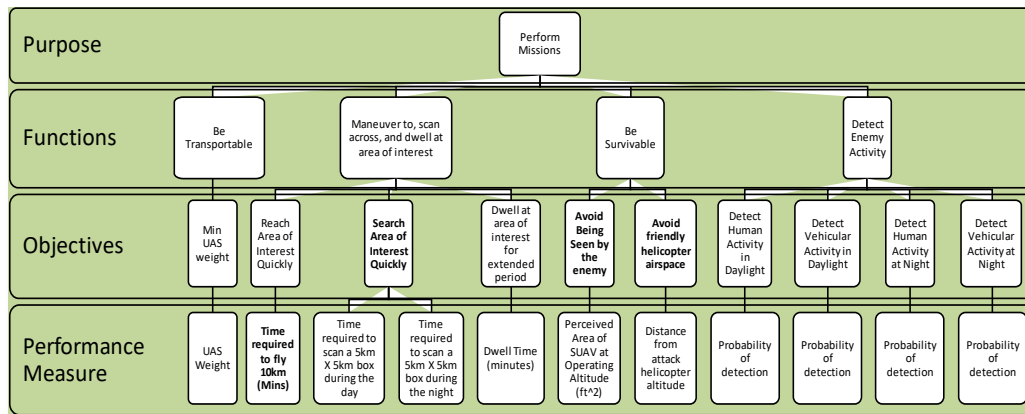 Purpose
Perform
Missions
Functions
Be
Transportable
Maneuver to, scan
across, and dwell at
area of interest
Be
Survivable
Detect
Enemy
Activity
Objectives
Min
UAS
weight
Reach Area of
Interest
Quickly
Search
Area of
Interest
Quickly
Dwell at
area of
interest
for
extended
period
Avoid
Being
Seen by
the
enemy
Avoid
friendly
helicopter
airspace
Detect
Human
Activity
in
Daylight
Detect
Vehicular
Activity in
Daylight
Detect
Human
Activity
at Night
Detect
Vehicular
Activity at
Night
Performance
Measure
UAS
Weight
Time
required
to fly
10km
(Mins)
Time
required to
scan a 5km
X 5km box
during the
day
Time
required to
scan a 5km
X 5km box
during the
night
Dwell Time
(minutes)
Perceived
Area of
SUAV at
Operating
Altitude
(ft^2)
Distance
from
attack
helicopter
altitude
Probability
of
detection
Probability
of
detection
Probability
of
detection
Probability
of
detection